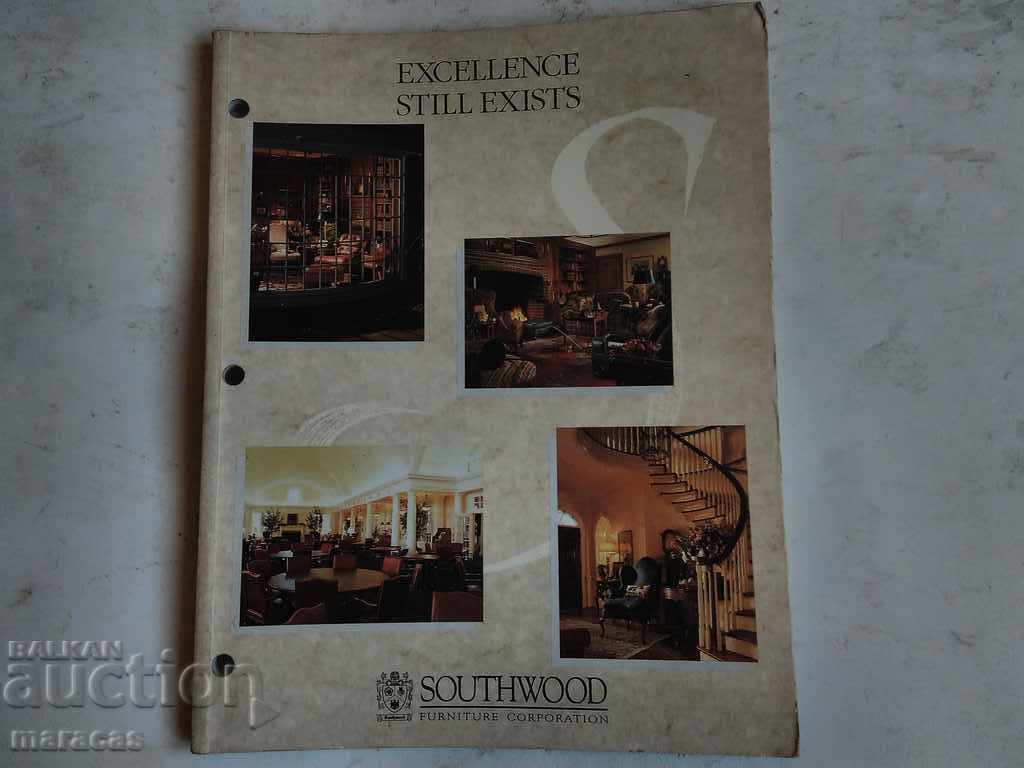 EXCELLENCE
STILL EXISTS
SOUTHWOOD
FURNITURE CORPORATION
BALKAN
auction
maracas